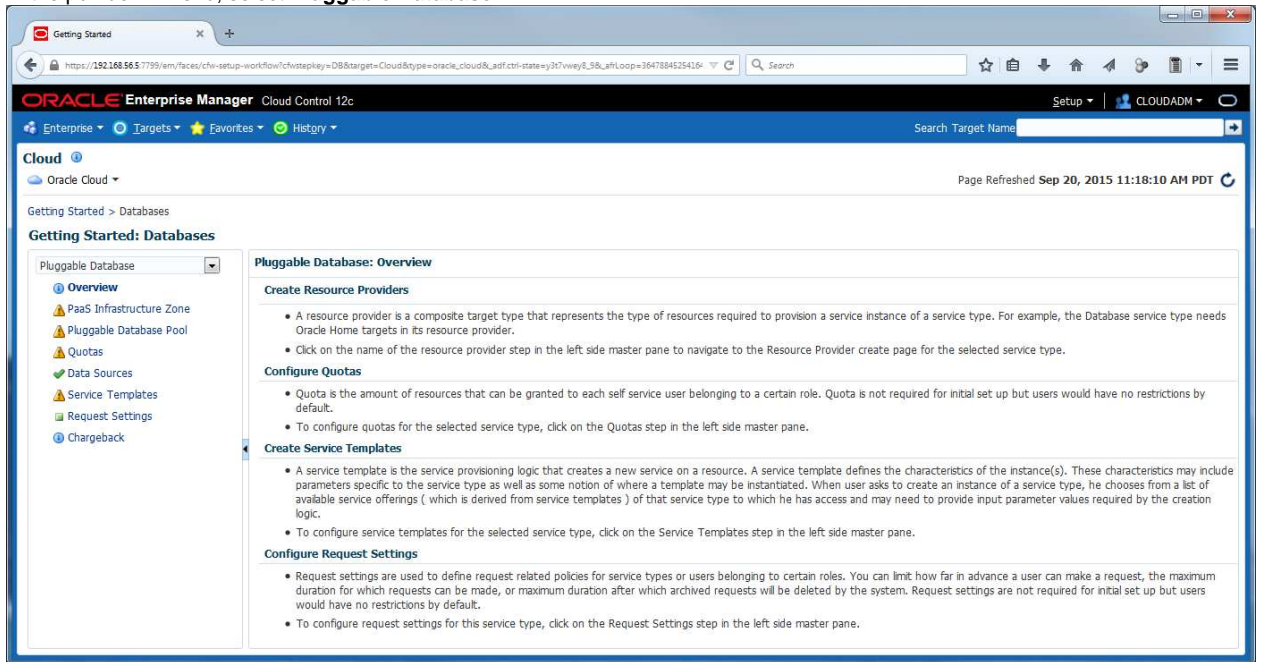 Getting Started
https://192.168.56.5:7799/em/faces/cfw-setup-workflow?cfwstepkey=DB&target=Cloud&type=oracle_cloud&_adf.ctrl-state=y3t7vwey8_9&_afrLoop=3647884525416
Search
ORACLE Enterprise Manager Cloud Control 12c
Setup
CLOUDADM
Enterprise
Targets
Favorites
History
Search Target Name
Cloud
Oracle Cloud
Page Refreshed Sep 20, 2015 11:18:10 AM PDT
Getting Started > Databases
Getting Started: Databases
Pluggable Database
Overview
PaaS Infrastructure Zone
Pluggable Database Pool
Quotas
Data Sources
Service Templates
Request Settings
Chargeback
Pluggable Database: Overview
Create Resource Providers
• A resource provider is a composite target type that represents the type of resources required to provision a service instance of a service type. For example, the Database service type needs
Oracle Home targets in its resource provider.
• Click on the name of the resource provider step in the left side master pane to navigate to the Resource Provider create page for the selected service type.
Configure Quotas
• Quota is the amount of resources that can be granted to each self service user belonging to a certain role. Quota is not required for initial set up but users would have no restrictions by
default.
• To configure quotas for the selected service type, click on the Quotas step in the left side master pane.
Create Service Templates
• A service template is the service provisioning logic that creates a new service on a resource. A service template defines the characteristics of the instance(s). These characteristics may include
parameters specific to the service type as well as some notion of where a template may be instantiated. When user asks to create an instance of a service type, he chooses from a list of
available service offerings ( which is derived from service templates ) of that service type to which he has access and may need to provide input parameter values required by the creation
logic.
• To configure service templates for the selected service type, click on the Service Templates step in the left side master pane.
Configure Request Settings
• Request settings are used to define request related policies for service types or users belonging to certain roles. You can limit how far in advance a user can make a request, the maximum
duration for which requests can be made, or maximum duration after which archived requests will be deleted by the system. Request settings are not required for initial set up but users
would have no restrictions by default.
• To configure request settings for this service type, click on the Request Settings step in the left side master pane.